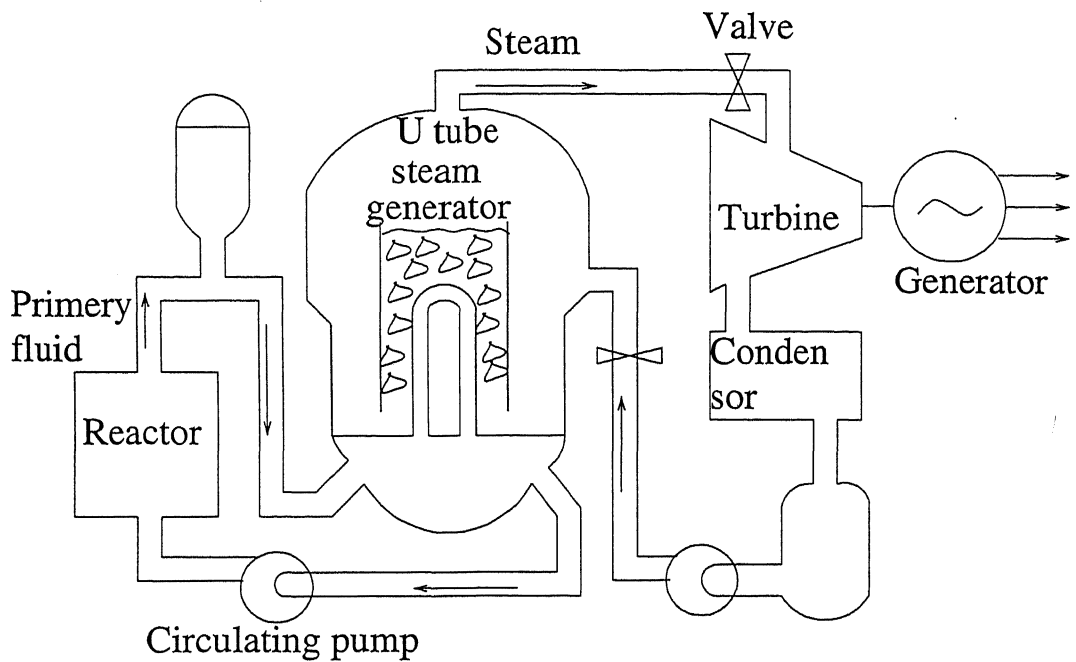 Valve
Steam
U tube
steam
generator
Turbine
Generator
Primery
fluid
Conden
sor
Reactor
Circulating pump